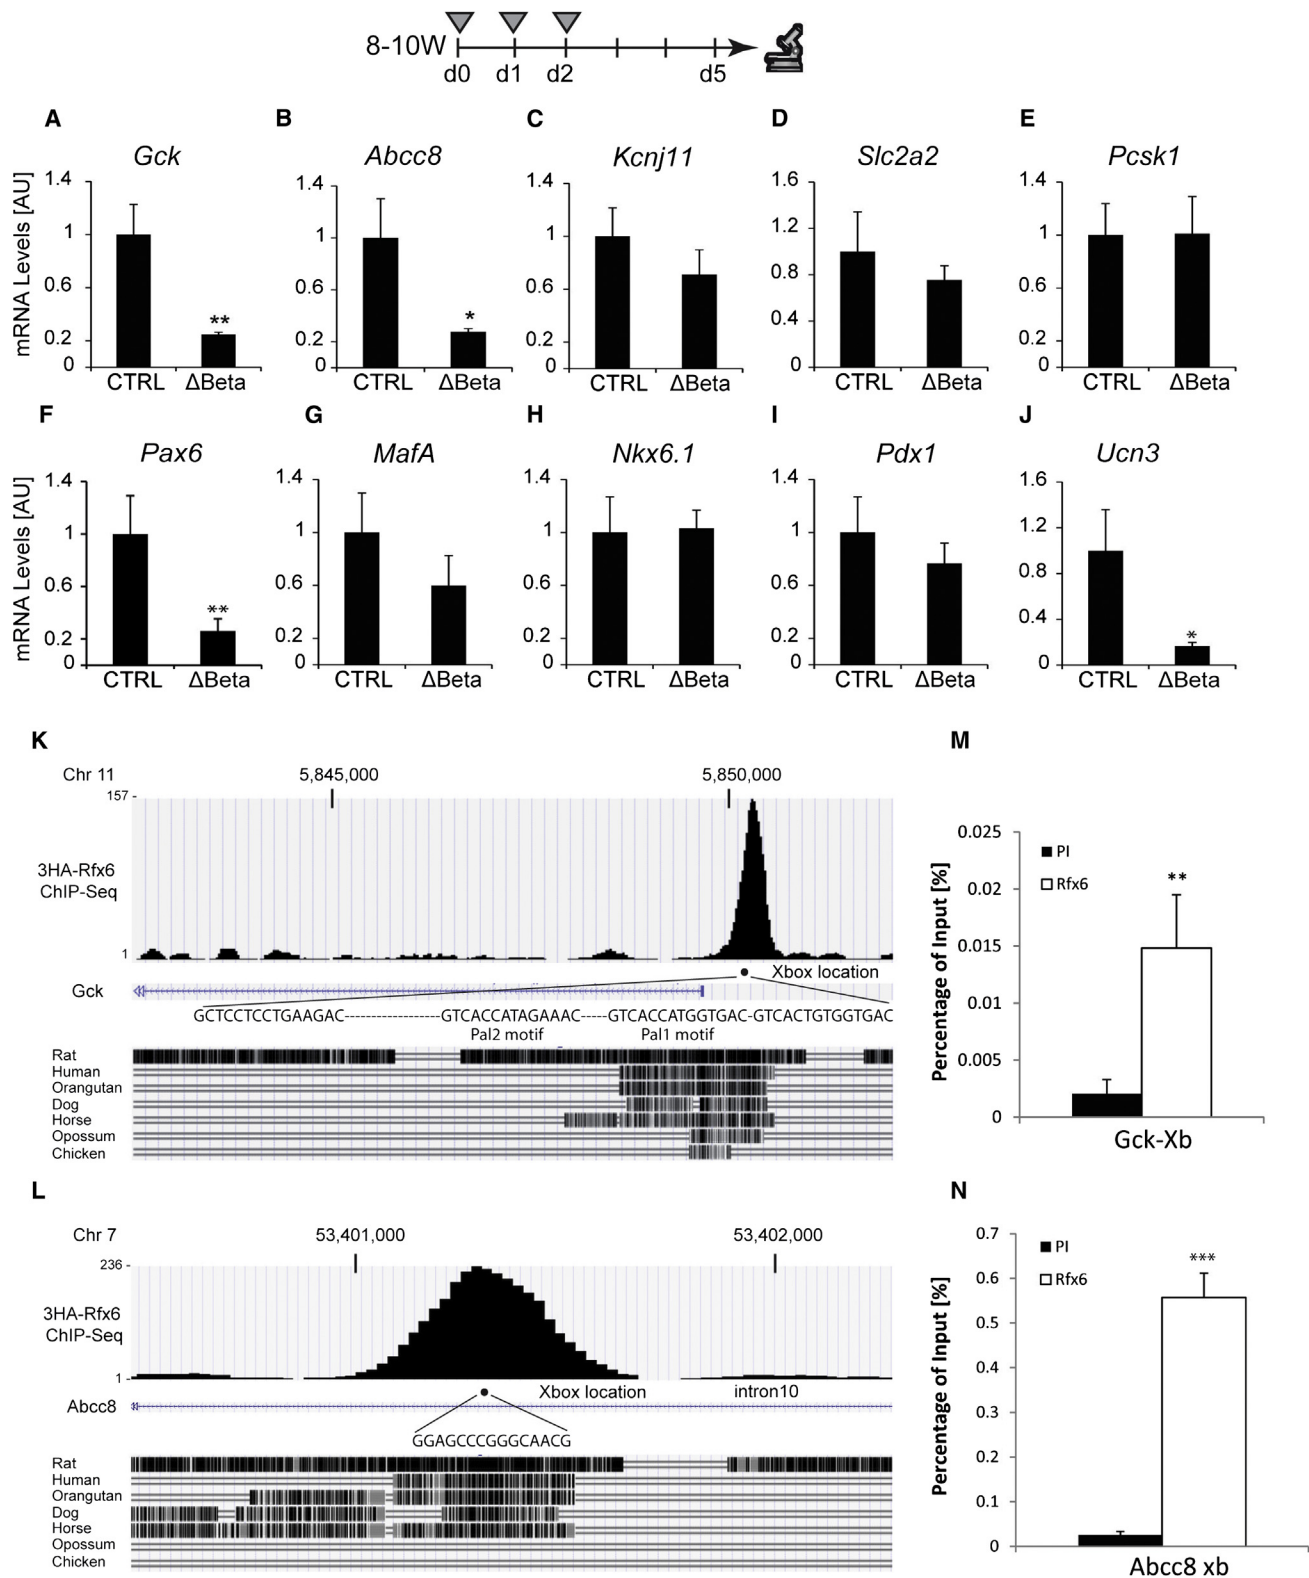 8-10W
d0 d1 d2 d5
A B C D E
Gck Abcc8 Kcnj11 Slc2a2 Pcsk1
mRNA Levels [AU]
1.4 1 0.6 0.2 0
CTRL ΔBeta
**
1.4 1 0.6 0.2 0
CTRL ΔBeta
*
1.4 1 0.6 0.2 0
CTRL ΔBeta
1.6 1.2 0.8 0.4 0
CTRL ΔBeta
1.4 1 0.6 0.2 0
CTRL ΔBeta
F G H I J
Pax6 MafA Nkx6.1 Pdx1 Ucn3
mRNA Levels [AU]
1.4 1 0.6 0.2 0
CTRL ΔBeta
**
1.4 1 0.6 0.2 0
CTRL ΔBeta
1.4 1 0.6 0.2 0
CTRL ΔBeta
1.4 1 0.6 0.2 0
CTRL ΔBeta
1.6 1.2 0.8 0.4 0
CTRL ΔBeta
*
K
Chr 11 5,845,000 5,850,000
157
3HA-Rfx6
ChIP-Seq
1
Xbox location
Gck
GCTCCTCCTGAAGAC----------------GTCACCATAGAAAC-----GTCACCATGGTGAC-GTCACTGTGGTGAC
Pal2 motif Pal1 motif
Rat
Human
Orangutan
Dog
Horse
Opossum
Chicken
M
Percentage of Input [%]
0.025
0.02
0.015
0.01
0.005
0
PI
Rfx6
**
Gck-Xb
L
Chr 7 53,401,000 53,402,000
236
3HA-Rfx6
ChIP-Seq
1
Xbox location intron10
Abcc8
GGAGCCCGGGCAACG
Rat
Human
Orangutan
Dog
Horse
Opossum
Chicken
N
Percentage of Input [%]
0.7
0.6
0.5
0.4
0.3
0.2
0.1
0
PI
Rfx6
***
Abcc8 xb